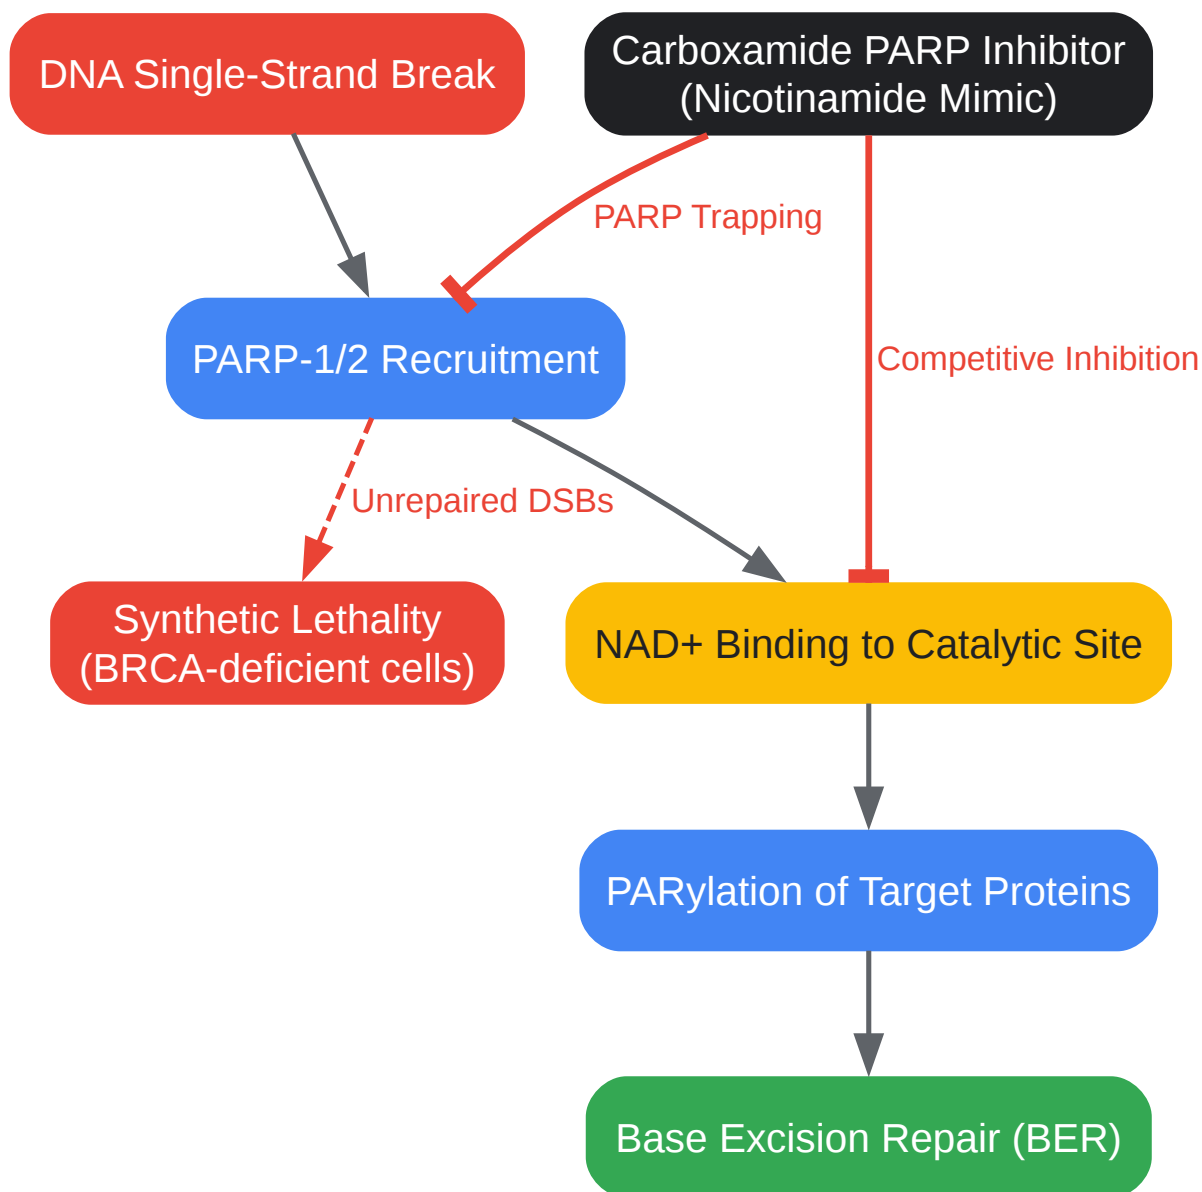 DNA Single-Strand Break
Carboxamide PARP Inhibitor
(Nicotinamide Mimic)
PARP Trapping
PARP-1/2 Recruitment
Competitive Inhibition
Unrepaired DSBs
Synthetic Lethality
(BRCA-deficient cells)
NAD+ Binding to Catalytic Site
PARylation of Target Proteins
Base Excision Repair (BER)